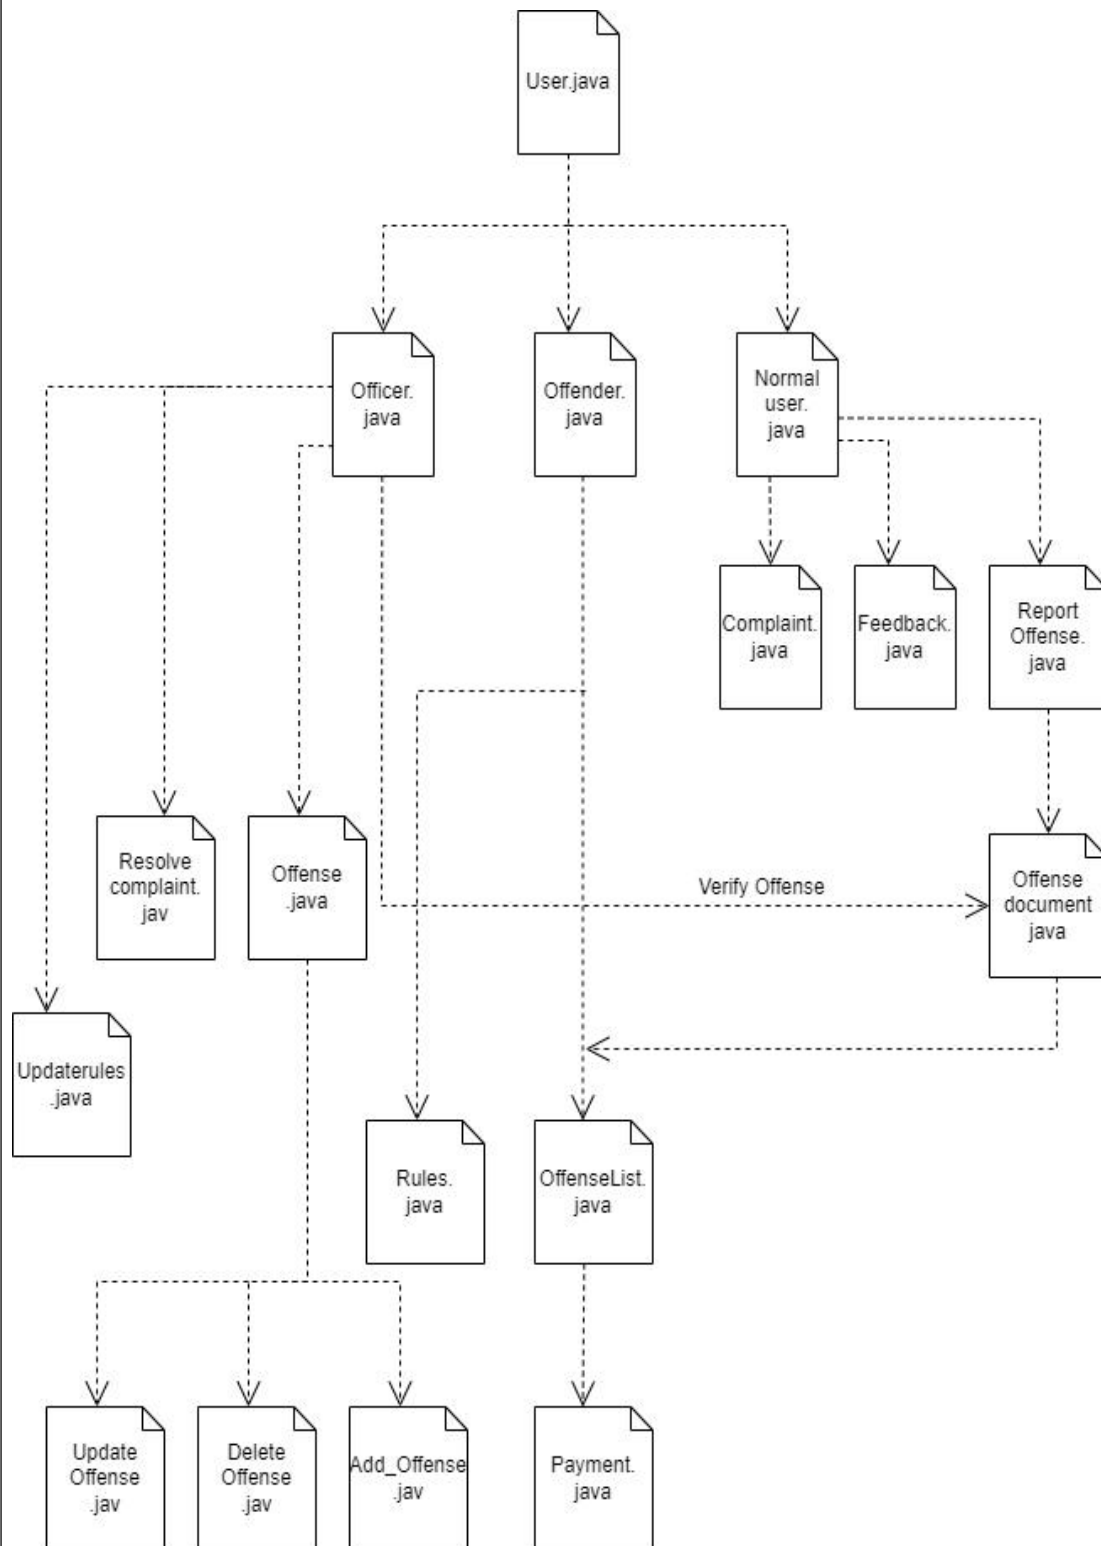 User.java
Officer.
java
Offender.
java
Normal
user.
java
Complaint.
java
Feedback.
java
Report
Offense.
java
Resolve
complaint.
jav
Offense
.java
Verify Offense
Offense
document
java
Updaterules
.java
Rules.
java
OffenseList.
java
Update
Offense
.jav
Delete
Offense
.jav
Add_Offense
.jav
Payment.
java